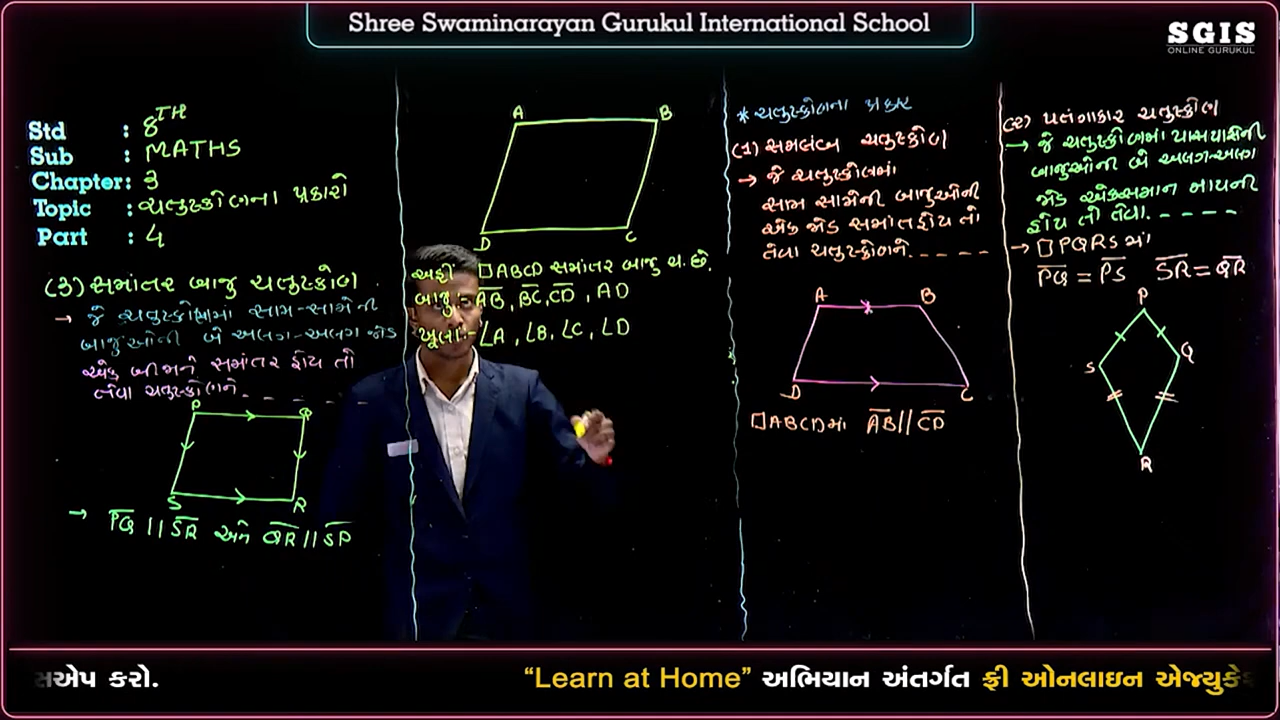 Shree Swaminarayan Gurukul International School
SGIS
ONLINE GURUKUL
Std : 8TH
Sub : MATHS
Chapter: 3
Topic : ચતુષ્કોણના પ્રકારો
Part : 4
(3) સમાંતર બાજુ ચતુષ્કોણ
→ જે ચતુષ્કોણમાં સામ-સામેની
બાજુઓની બે અલગ-અલગ જોડ
એક બીજાને સમાંતર હોય તો
તેવા ચતુષ્કોણને - - - - - -
P Q
S R
→ PQ || SR અને QR || SP
A B
D C
અહીં □ABCD સમાંતર બાજુ ચ. છે.
બાજુ:- AB, BC, CD, AD
ખૂણા:- ∠A, ∠B, ∠C, ∠D
* ચતુષ્કોણના પ્રકાર
(1) સમલંબ ચતુષ્કોણ
→ જે ચતુષ્કોણમાં
સામ સામેની બાજુઓની
એક જોડ સમાંતર હોય તો
તેવા ચતુષ્કોણને - - - - -
A B
D C
□ABCDમાં AB || CD
(૨) પતંગાકાર ચતુષ્કોણ
→ જે ચતુષ્કોણમાં પાસપાસેની
બાજુઓની બે અલગ-અલગ
જોડ એકસમાન માપની
હોય તો તેવા - - - - -
→ □PQRS માં
PQ = PS SR = QR
P
S Q
R
સએપ કરો. “Learn at Home” અભિયાન અંતર્ગત ફ્રી ઓનલાઇન એજ્યુકે